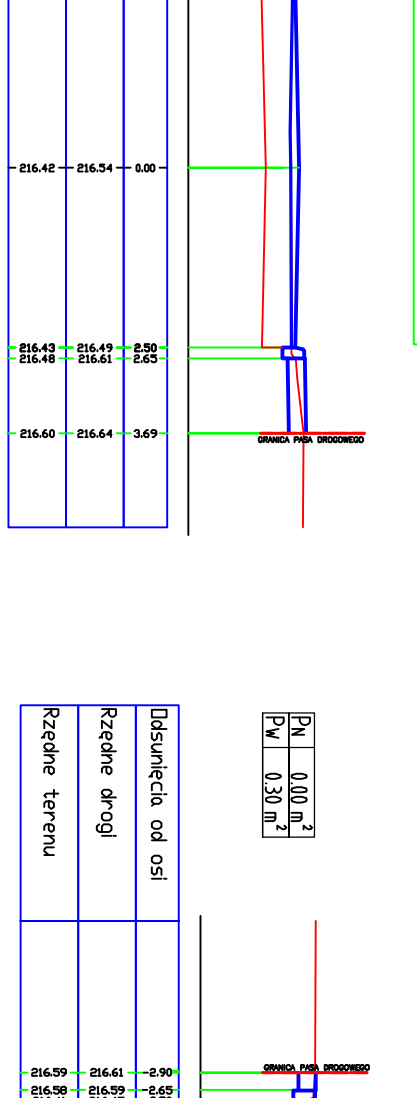 216.42 216.54 0.00
216.43 216.49 2.50
216.48 216.61 2.65
216.60 216.64 3.69
GRANICA PASA DROGOWEGO
PN 0.00 m²
PW 0.30 m²
Odsunięcia od osi
Rzędne drogi
Rzędne terenu
GRANICA PASA DROGOWEGO
216.59 216.61 -2.90
216.58 216.59 -2.65